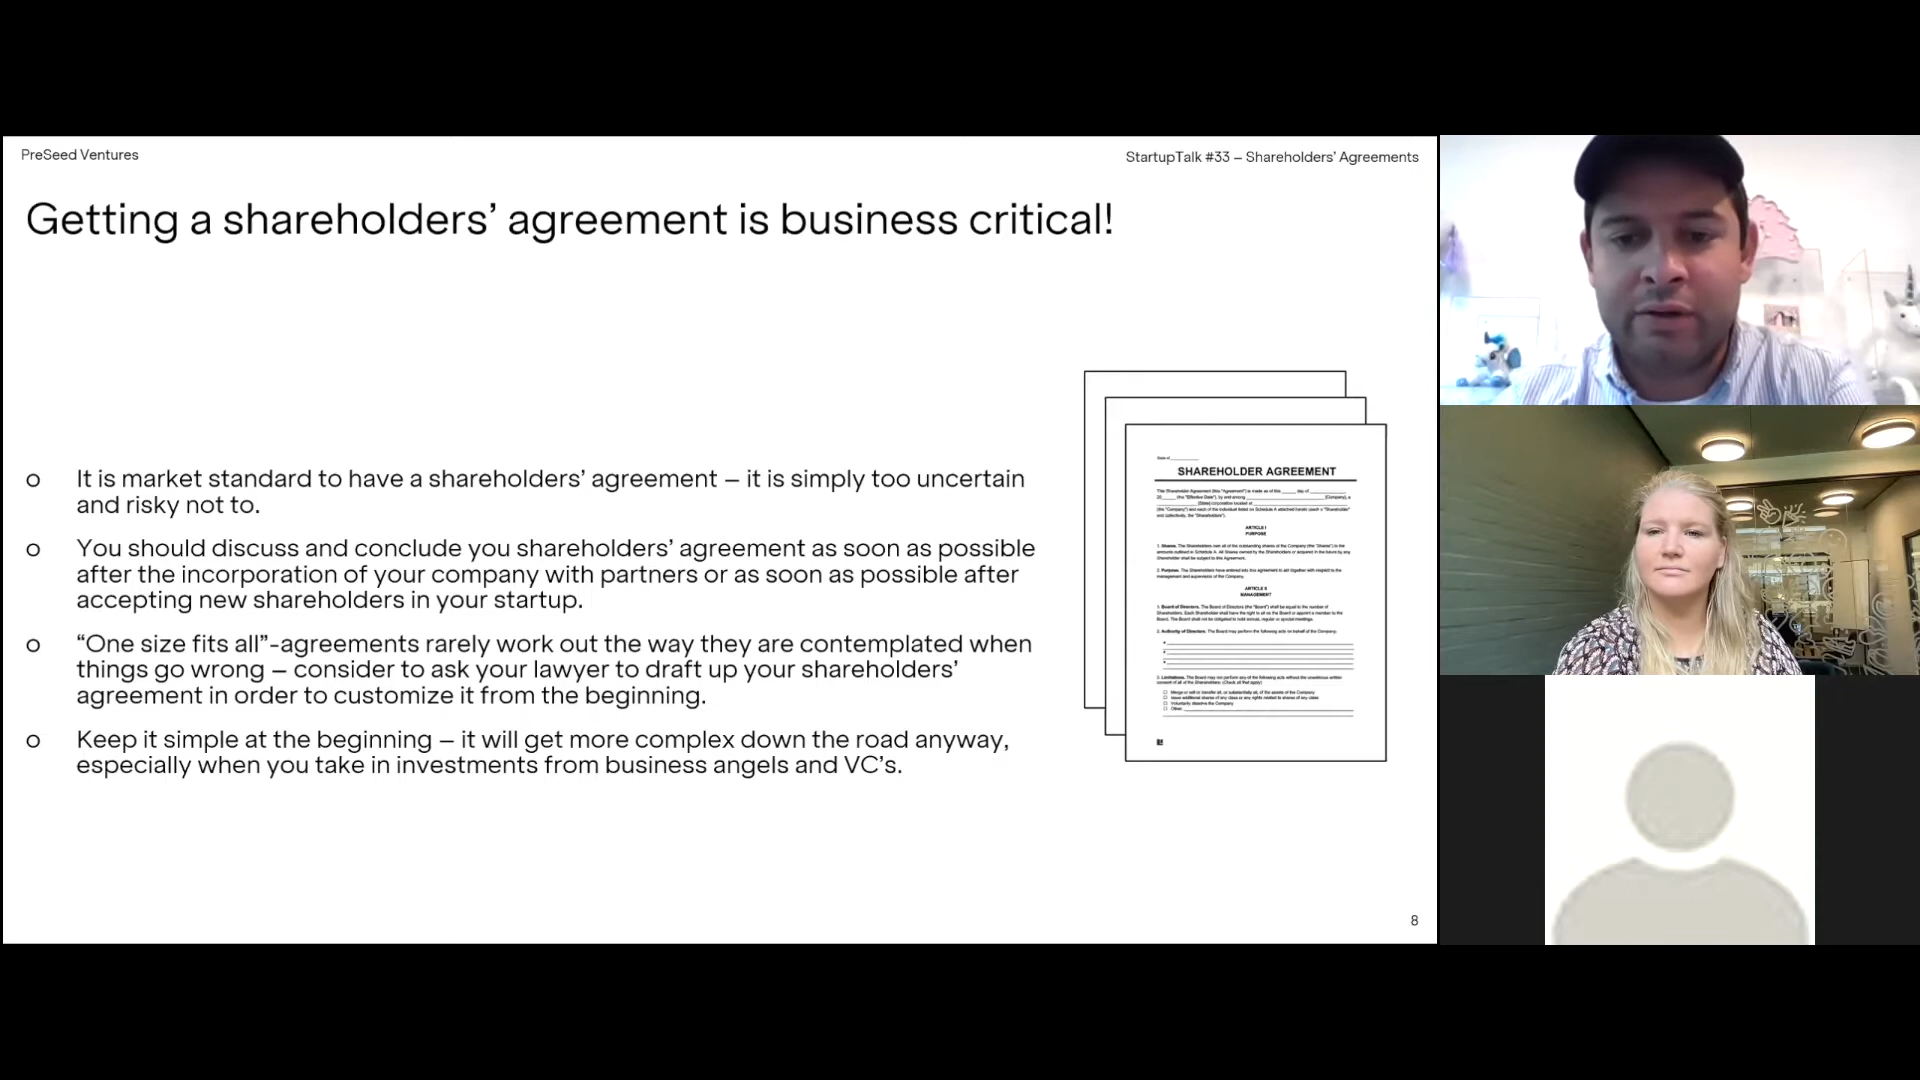 PreSeed Ventures
StartupTalk #33 – Shareholders’ Agreements
Getting a shareholders’ agreement is business critical!
o It is market standard to have a shareholders’ agreement – it is simply too uncertain
and risky not to.
o You should discuss and conclude you shareholders’ agreement as soon as possible
after the incorporation of your company with partners or as soon as possible after
accepting new shareholders in your startup.
o “One size fits all”-agreements rarely work out the way they are contemplated when
things go wrong – consider to ask your lawyer to draft up your shareholders’
agreement in order to customize it from the beginning.
o Keep it simple at the beginning – it will get more complex down the road anyway,
especially when you take in investments from business angels and VC’s.
SHAREHOLDER AGREEMENT
ARTICLE I
PURPOSE
ARTICLE II
MANAGEMENT
8